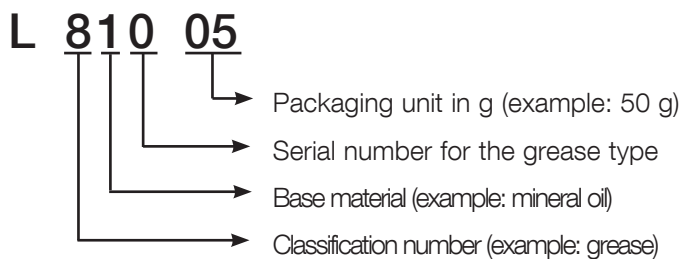 L 810 05
Packaging unit in g (example: 50 g)
Serial number for the grease type
Base material (example: mineral oil)
Classification number (example: grease)